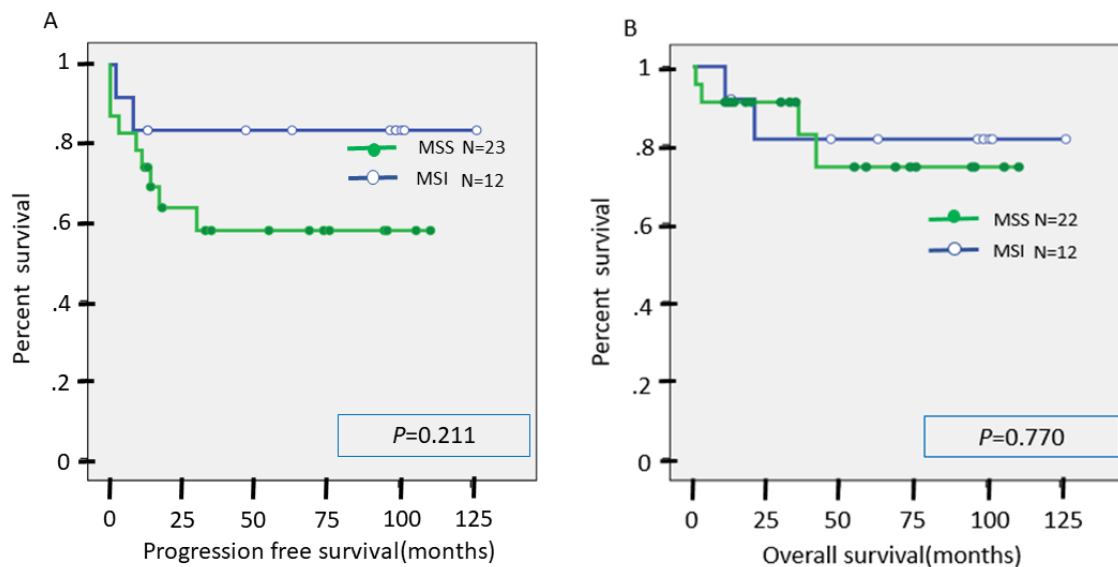 A
Percent survival
1
.8
.6
.4
.2
0
MSS N=23
MSI N=12
P=0.211
0 25 50 75 100 125
Progression free survival(months)
B
Percent survival
1
.8
.6
.4
.2
0
MSS N=22
MSI N=12
P=0.770
0 25 50 75 100 125
Overall survival(months)